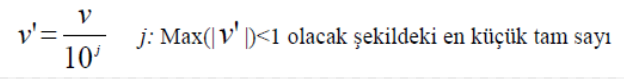 v' = v / 10^j    j: Max(|v'|)<1 olacak şekildeki en küçük tam sayı